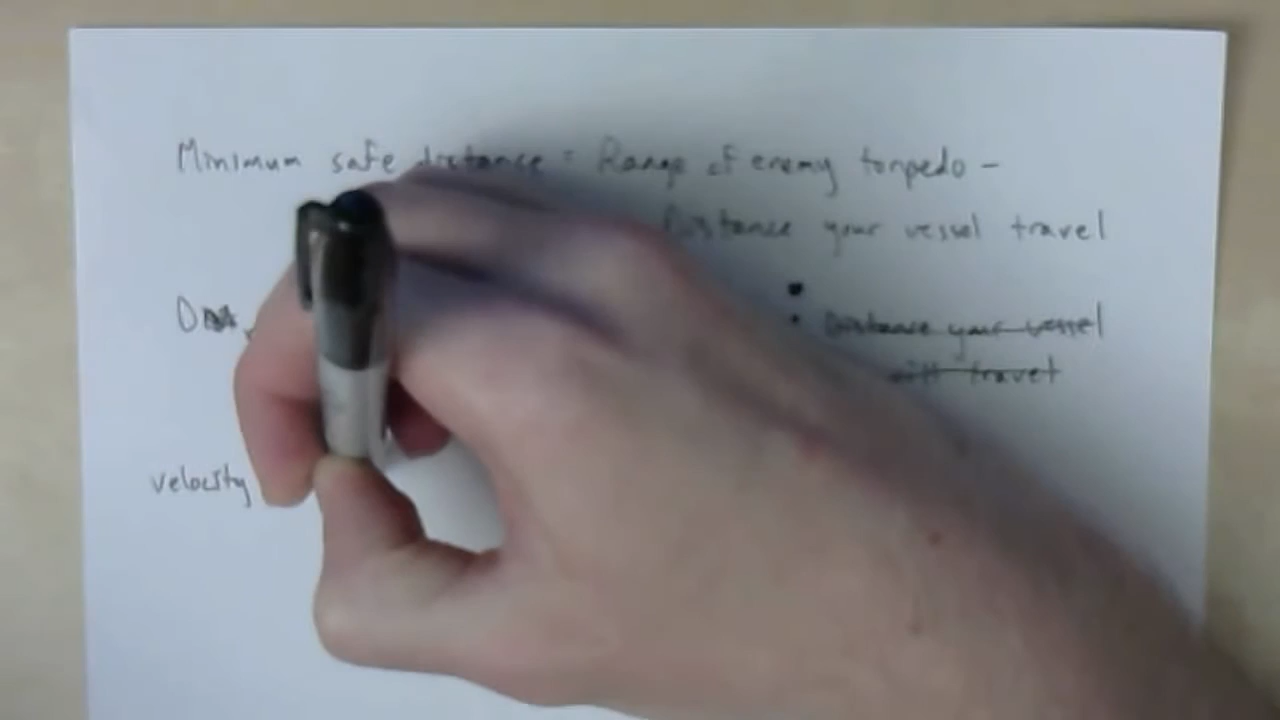 Minimum safe distance = Range of enemy torpedo -
Distance your vessel travel
Distance your vessel
will travel
velocity